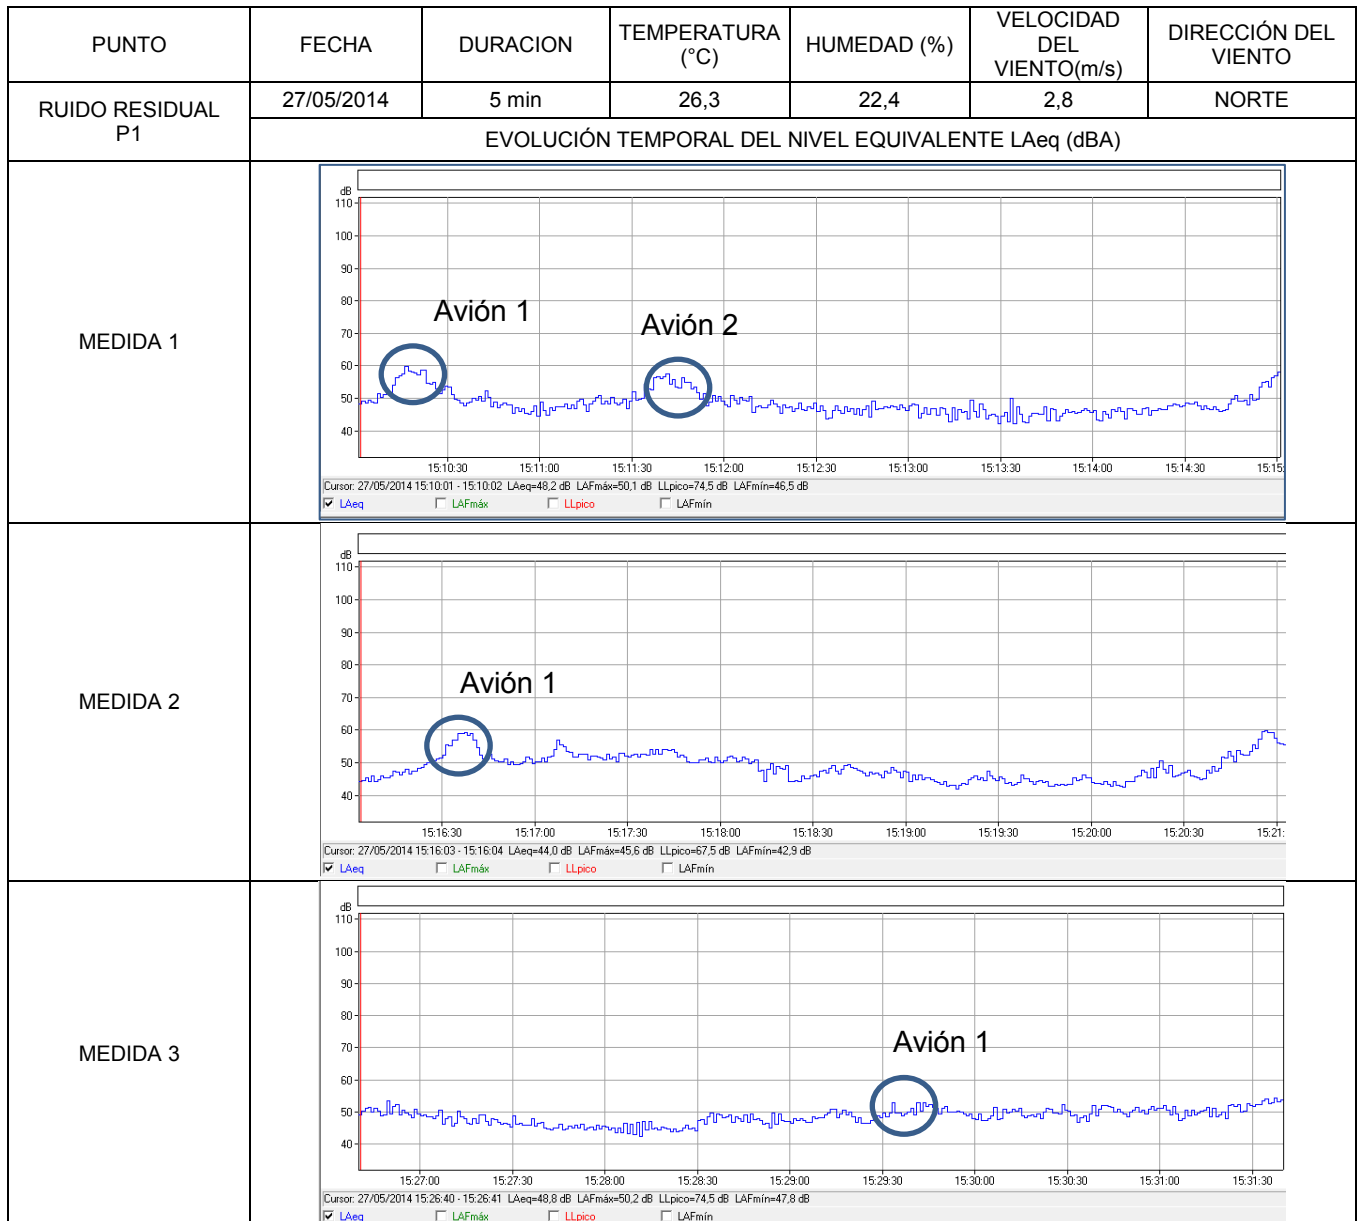 PUNTO
FECHA
DURACION
TEMPERATURA
(°C)
HUMEDAD (%)
VELOCIDAD
DEL
VIENTO(m/s)
DIRECCIÓN DEL
VIENTO
RUIDO RESIDUAL
P1
27/05/2014
5 min
26,3
22,4
2,8
NORTE
EVOLUCIÓN TEMPORAL DEL NIVEL EQUIVALENTE LAeq (dBA)
MEDIDA 1
dB
110
100
90
80
70
60
50
40
Avión 1
Avión 2
15:10:30 15:11:00 15:11:30 15:12:00 15:12:30 15:13:00 15:13:30 15:14:00 15:14:30 15:15:
Cursor: 27/05/2014 15:10:01 - 15:10:02 LAeq=48,2 dB LAFmáx=50,1 dB LLpico=74,5 dB LAFmín=46,5 dB
LAeq LAFmáx LLpico LAFmín
MEDIDA 2
dB
110
100
90
80
70
60
50
40
Avión 1
15:16:30 15:17:00 15:17:30 15:18:00 15:18:30 15:19:00 15:19:30 15:20:00 15:20:30 15:21:
Cursor: 27/05/2014 15:16:03 - 15:16:04 LAeq=44,0 dB LAFmáx=45,6 dB LLpico=67,5 dB LAFmín=42,9 dB
LAeq LAFmáx LLpico LAFmín
MEDIDA 3
dB
110
100
90
80
70
60
50
40
Avión 1
15:27:00 15:27:30 15:28:00 15:28:30 15:29:00 15:29:30 15:30:00 15:30:30 15:31:00 15:31:30
Cursor: 27/05/2014 15:26:40 - 15:26:41 LAeq=48,8 dB LAFmáx=50,2 dB LLpico=74,5 dB LAFmín=47,8 dB
LAeq LAFmáx LLpico LAFmín